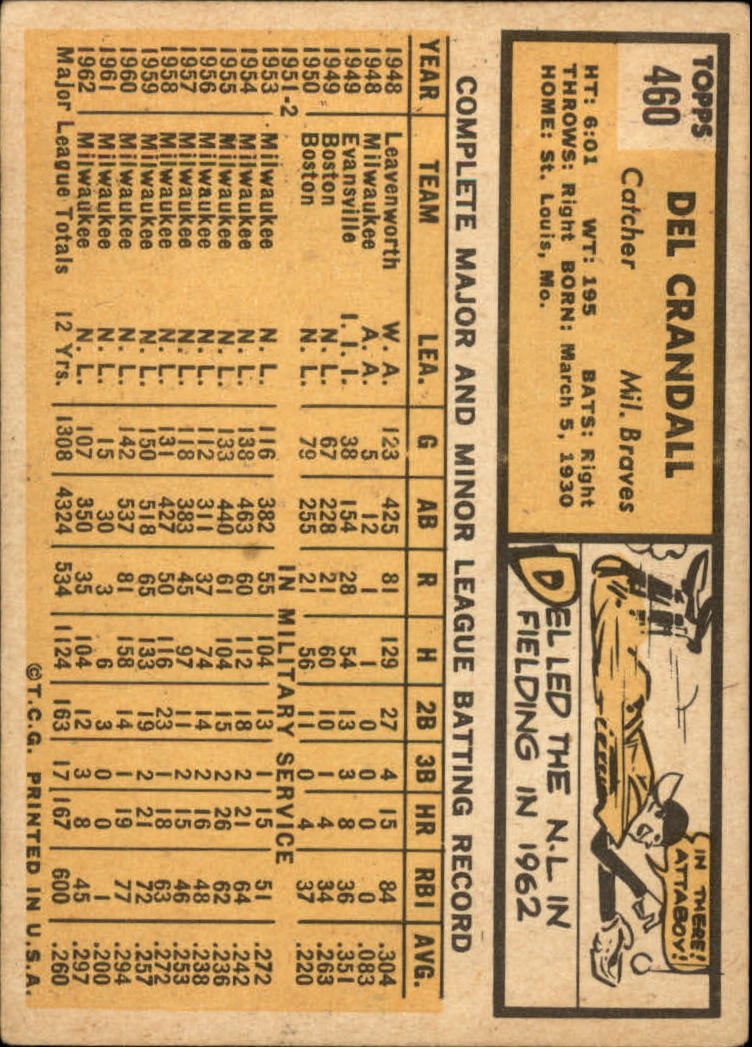 TOPPS
460
DEL CRANDALL
Catcher Mil. Braves
HT: 6:01 WT: 195 BATS: Right
THROWS: Right BORN: March 5, 1930
HOME: St. Louis, Mo.
IN THERE!
ATTABOY!
DEL LED THE N.L. IN
FIELDING IN 1962
COMPLETE MAJOR AND MINOR LEAGUE BATTING RECORD
YEAR TEAM LEA. G AB R H 2B 3B HR RBI AVG.
1948 Leavenworth W. A. 123 425 81 129 27 4 15 84 .304
1948 Milwaukee A. A. 5 12 1 1 0 0 0 0 .083
1949 Evansville I. I. I. 38 154 28 54 13 3 8 36 .351
1949 Boston N. L. 67 228 21 60 10 1 4 34 .263
1950 Boston N. L. 79 255 21 56 11 0 4 37 .220
1951-2 IN MILITARY SERVICE
1953 Milwaukee N. L. 116 382 55 104 13 1 15 51 .272
1954 Milwaukee N. L. 138 463 60 112 18 2 21 64 .242
1955 Milwaukee N. L. 133 440 61 104 15 2 26 62 .236
1956 Milwaukee N. L. 112 311 37 74 14 2 16 48 .238
1957 Milwaukee N. L. 118 383 45 97 11 2 15 46 .253
1958 Milwaukee N. L. 131 427 50 116 23 1 18 63 .272
1959 Milwaukee N. L. 150 518 65 133 19 2 21 72 .257
1960 Milwaukee N. L. 142 537 81 158 14 1 19 77 .294
1961 Milwaukee N. L. 15 30 3 6 3 0 0 1 .200
1962 Milwaukee N. L. 107 350 35 104 12 3 8 45 .297
Major League Totals 12 Yrs. 1308 4324 534 1124 163 17 167 600 .260
©T.C.G. PRINTED IN U.S.A.